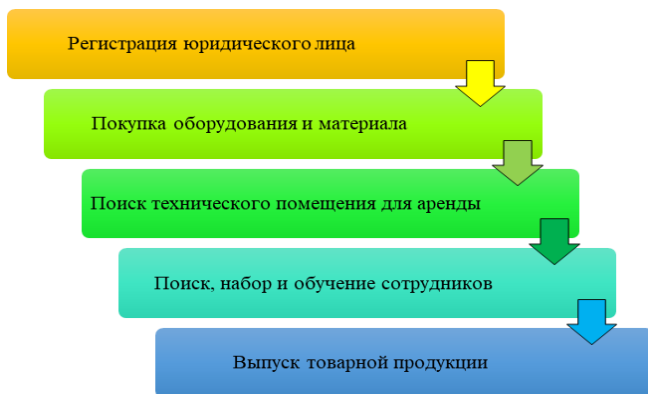 Регистрация юридического лица
Покупка оборудования и материала
Поиск технического помещения для аренды
Поиск, набор и обучение сотрудников
Выпуск товарной продукции